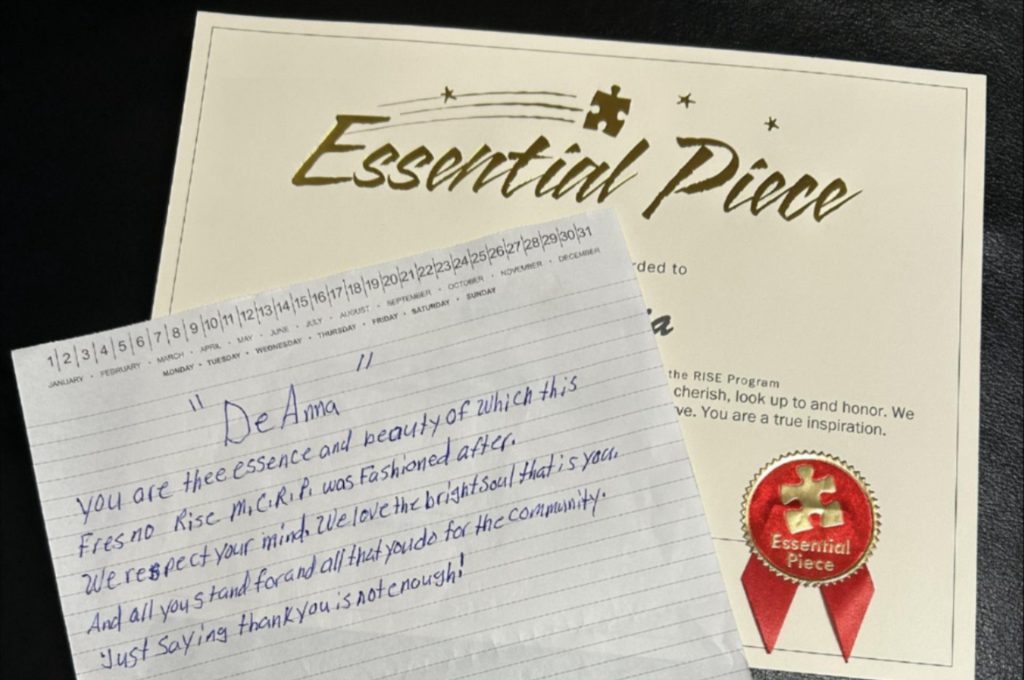 Essential Piece
rded to
ia
the RISE Program
cherish, look up to and honor. We
ve. You are a true inspiration.
Essential
Piece
1|2|3|4|5|6|7|8|9|10|11|12|13|14|15|16|17|18|19|20|21|22|23|24|25|26|27|28|29|30|31
JANUARY • FEBRUARY • MARCH • APRIL • MAY • JUNE • JULY • AUGUST • SEPTEMBER • OCTOBER • NOVEMBER • DECEMBER
MONDAY • TUESDAY • WEDNESDAY • THURSDAY • FRIDAY • SATURDAY • SUNDAY
"DeAnna"
you are thee essence and beauty of which this
Fresno Rise M.C.R.P. was Fashioned after.
We respect your mind. We love the bright soul that is you.
And all you stand for and all that you do for the community.
Just saying thank you is not enough!